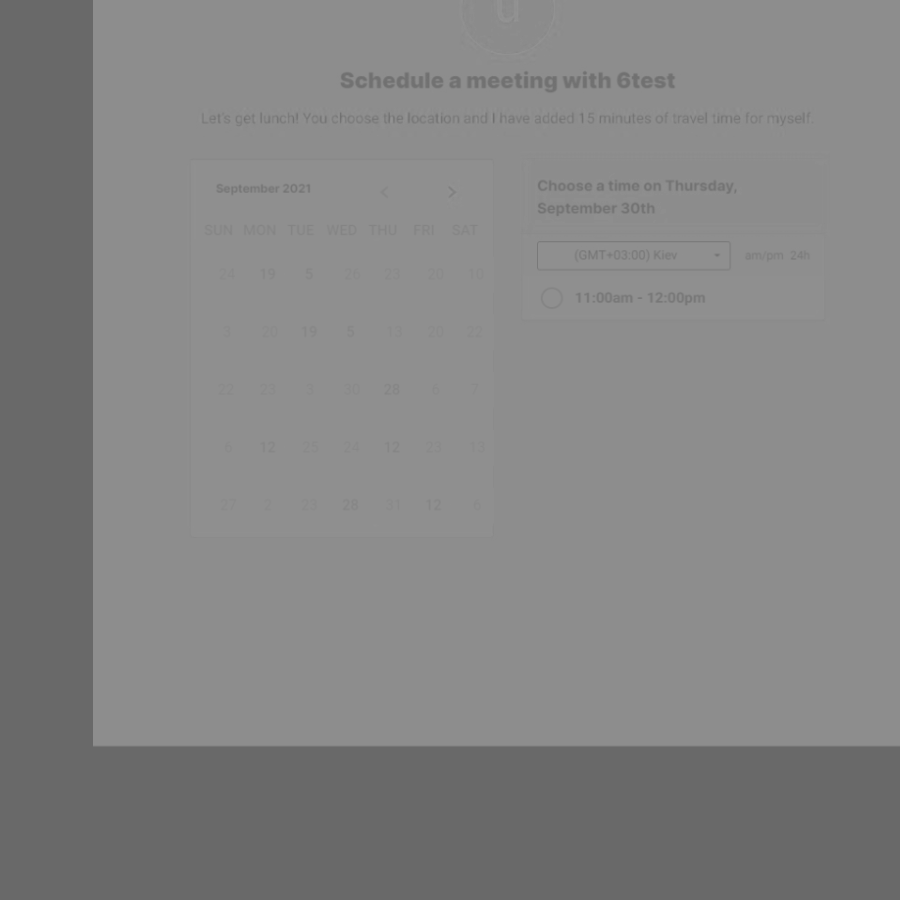 u
Schedule a meeting with 6test
Let's get lunch! You choose the location and I have added 15 minutes of travel time for myself.
September 2021
SUN MON TUE WED THU FRI SAT
24 19 5 26 23 20 10
3 20 19 5 13 20 22
23 23 9 30 28 6 7
6 12 25 24 12 23 13
27 2 29 28 31 12 6
Choose a time on Thursday,
September 30th
(GMT+03:00) Kiev am/pm 24h
11:00am - 12:00pm